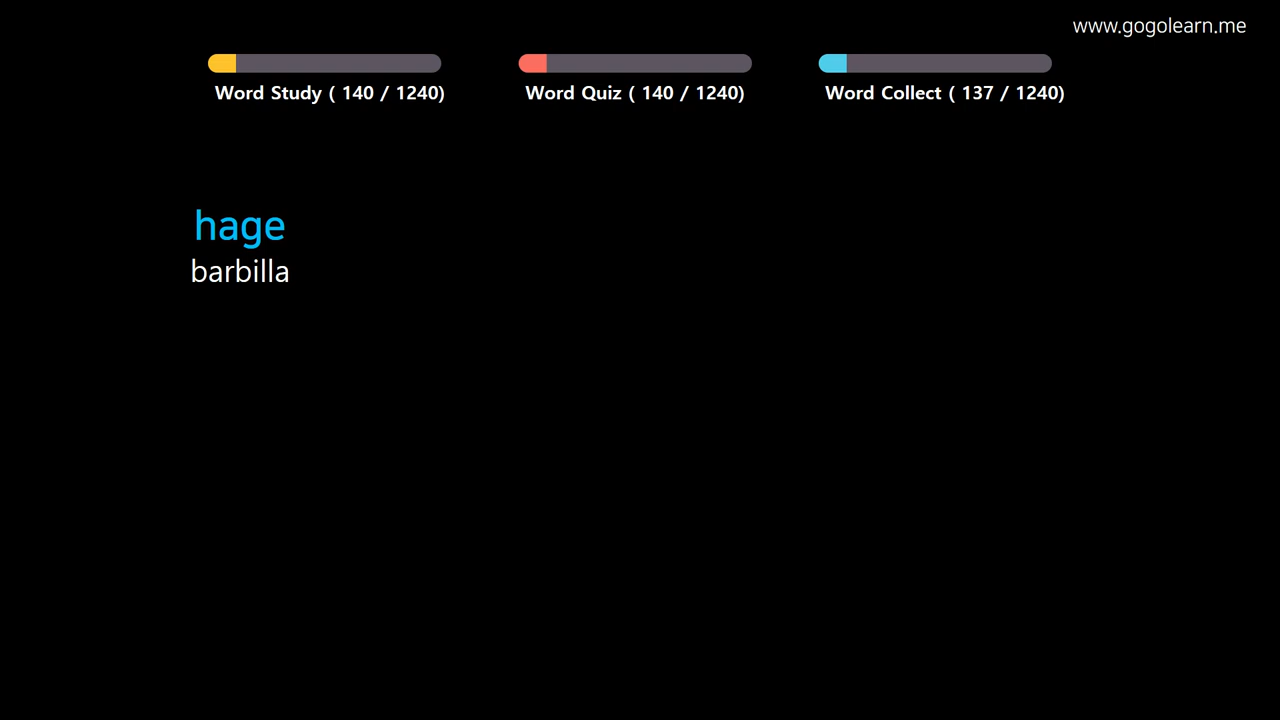 www.gogolearn.me
Word Study ( 140 / 1240)
Word Quiz ( 140 / 1240)
Word Collect ( 137 / 1240)
hage
barbilla